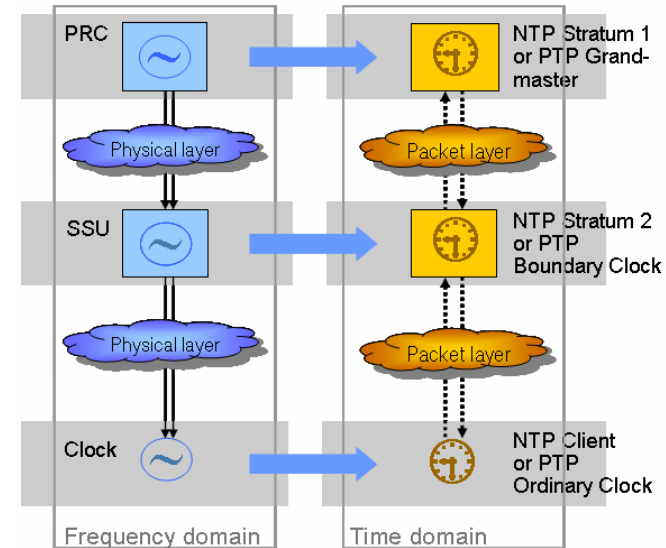 PRC
NTP Stratum 1
or PTP Grand-
master
Physical layer
Packet layer
SSU
NTP Stratum 2
or PTP
Boundary Clock
Physical layer
Packet layer
Clock
NTP Client
or PTP
Ordinary Clock
Frequency domain
Time domain